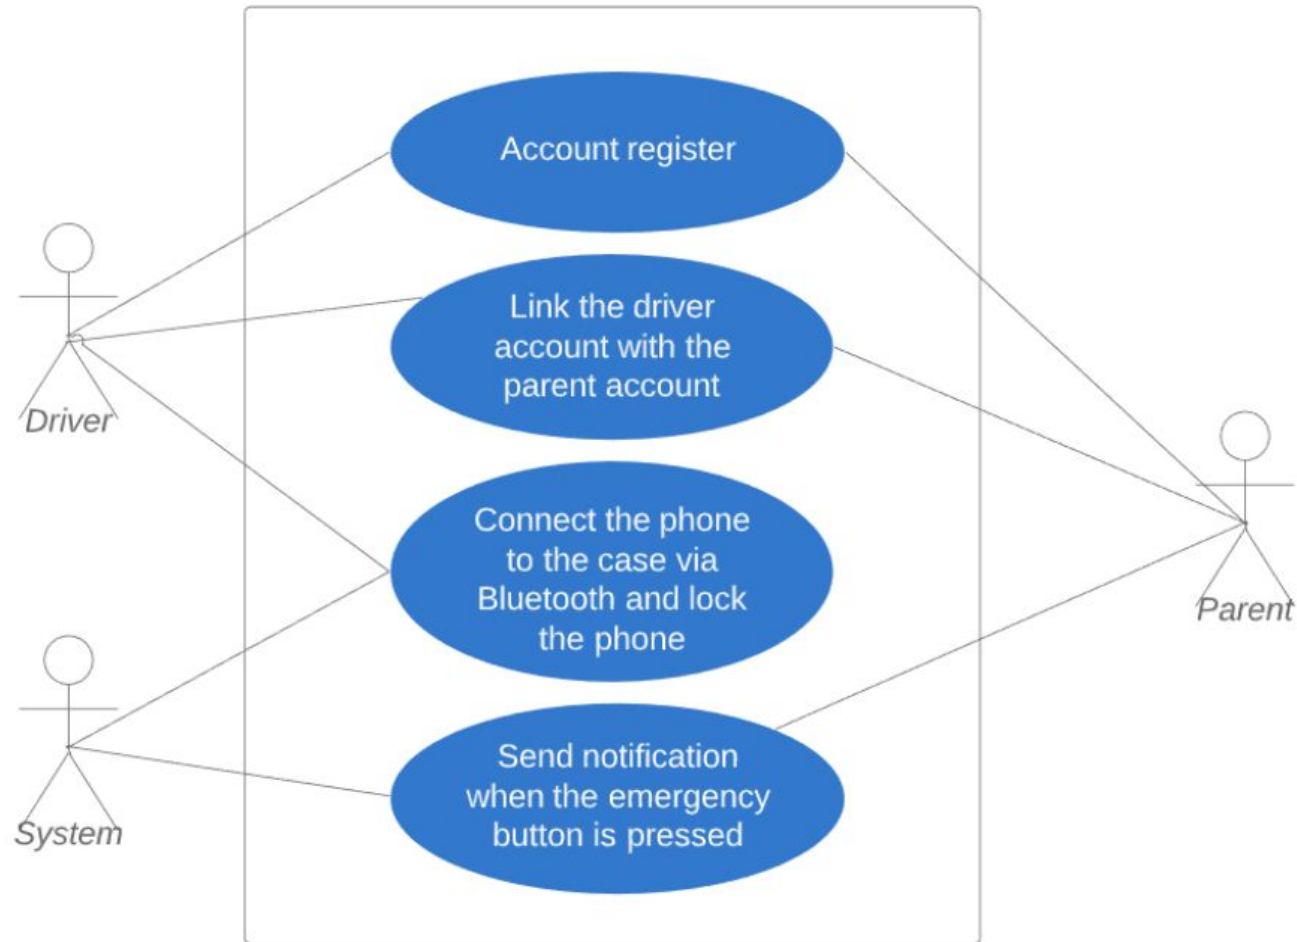 Account register
Link the driver
account with the
parent account
Driver
Connect the phone
to the case via
Bluetooth and lock
the phone
Parent
Send notification
when the emergency
button is pressed
System